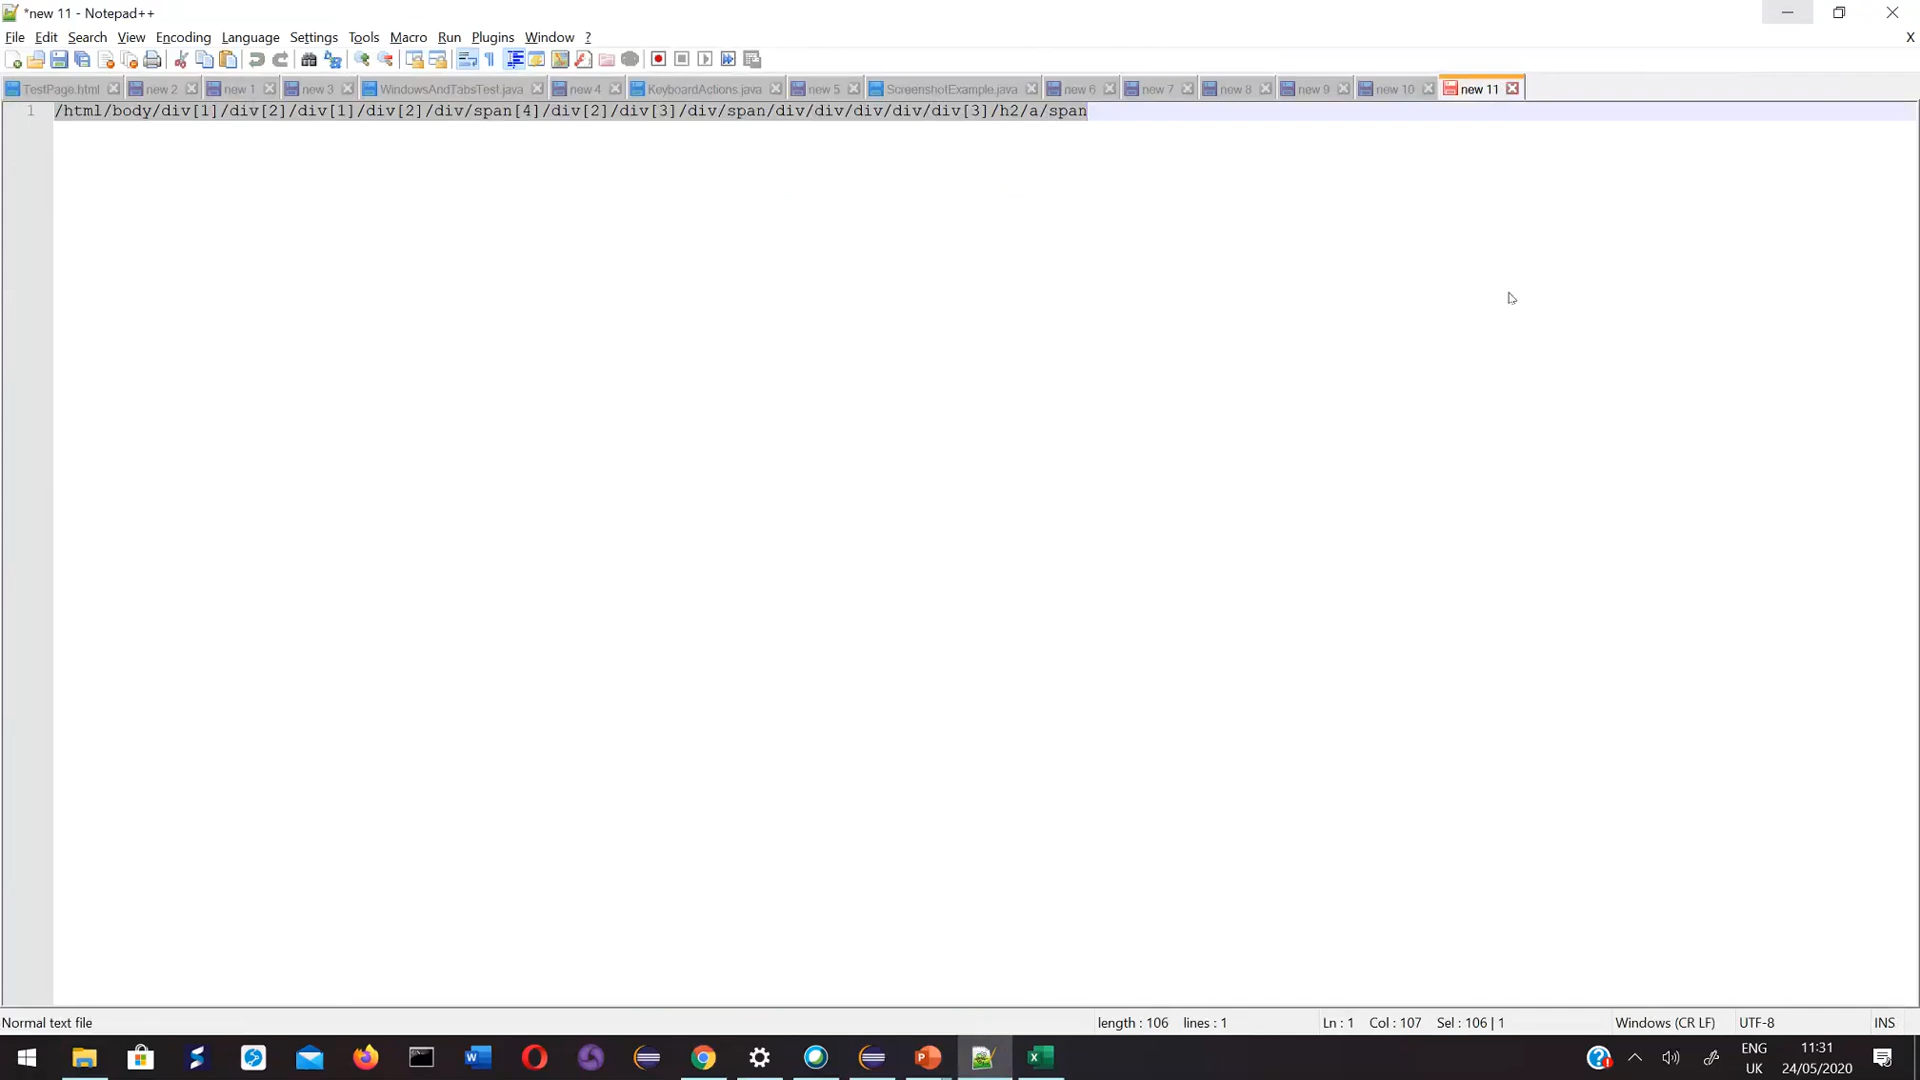 *new 11 - Notepad++
File Edit Search View Encoding Language Settings Tools Macro Run Plugins Window ? X
TestPage.html new 2 new 1 new 3 WindowsAndTabsTest.java new 4 KeyboardActions.java new 5 ScreenshotExample.java new 6 new 7 new 8 new 9 new 10 new 11
1 /html/body/div[1]/div[2]/div[1]/div[2]/div/span[4]/div[2]/div[3]/div/span/div/div/div/div/div[3]/h2/a/span
Normal text file length : 106 lines : 1 Ln : 1 Col : 107 Sel : 106 | 1 Windows (CR LF) UTF-8 INS
ENG 11:31
UK 24/05/2020